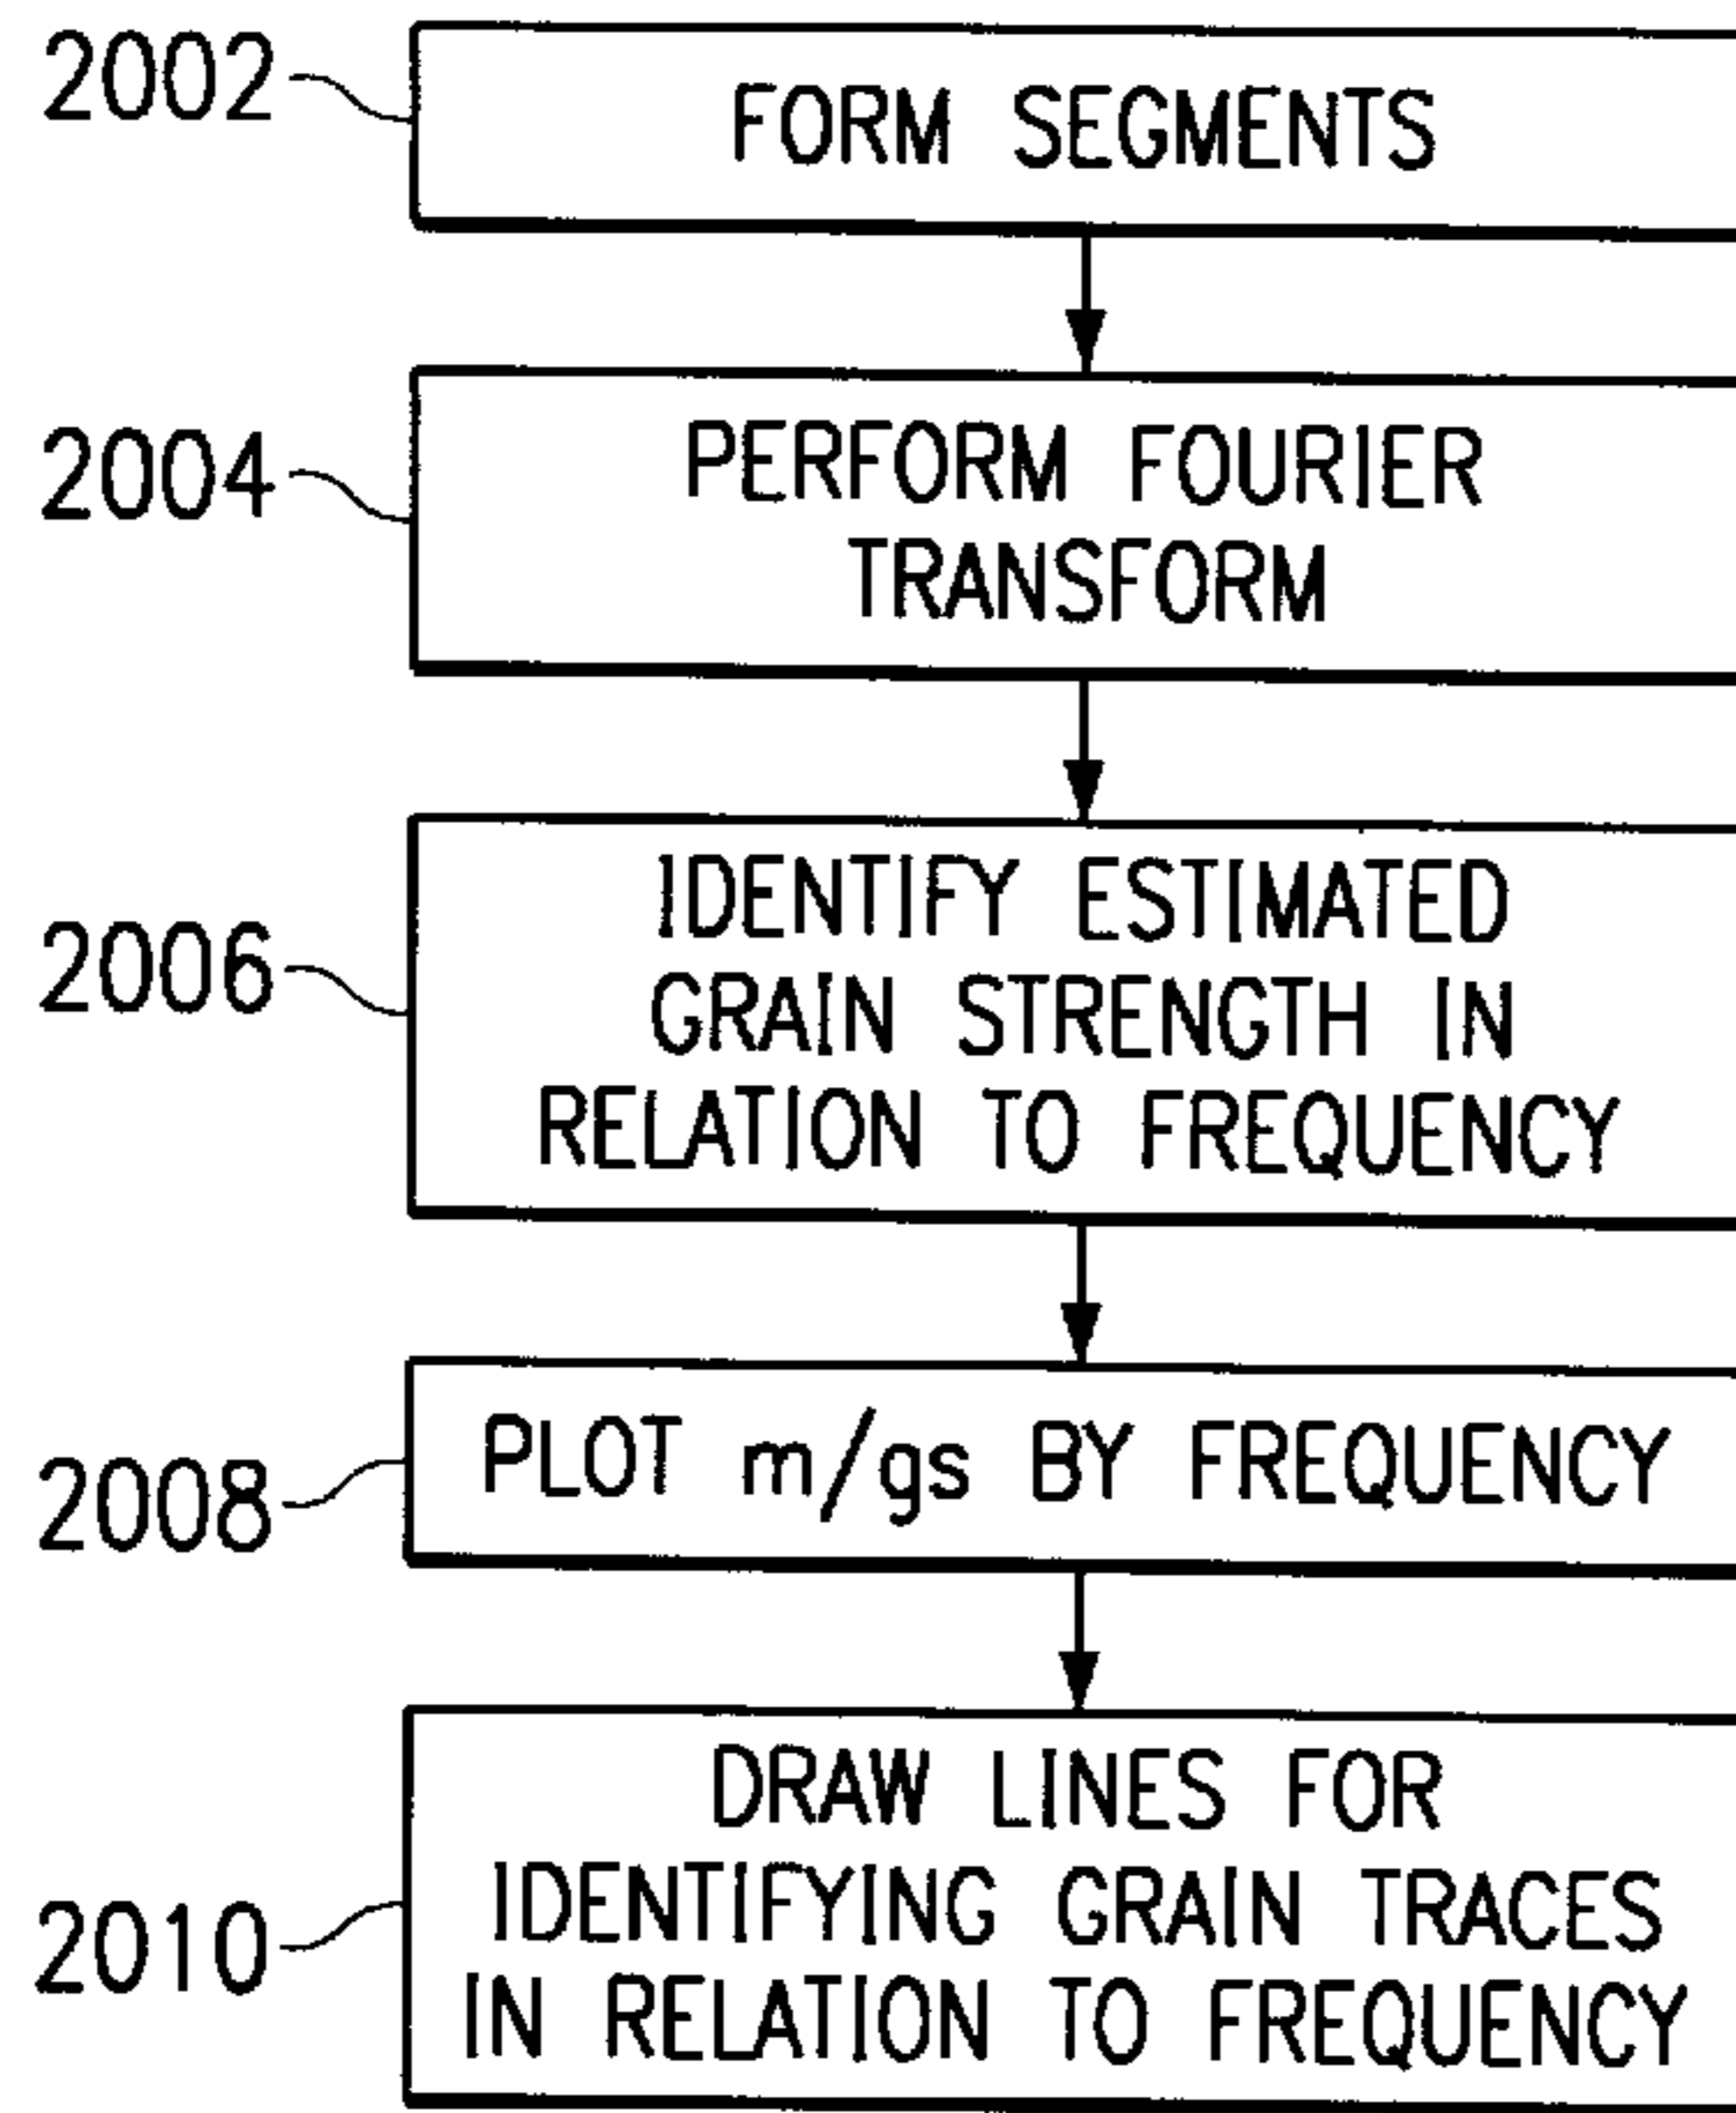 2002
FORM SEGMENTS
2004
PERFORM FOURIER
TRANSFORM
2006
IDENTIFY ESTIMATED
GRAIN STRENGTH IN
RELATION TO FREQUENCY
2008
PLOT m/gs BY FREQUENCY
2010
DRAW LINES FOR
IDENTIFYING GRAIN TRACES
IN RELATION TO FREQUENCY